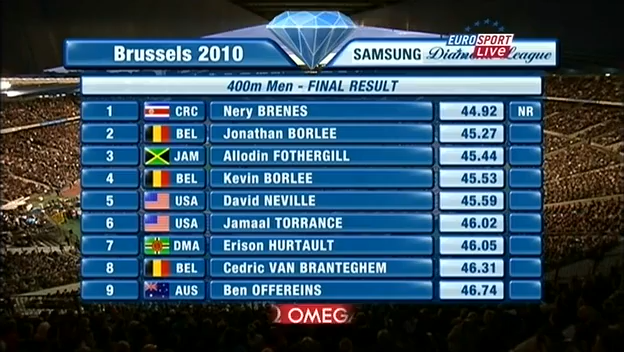 EUROSPORT
LIVE
Brussels 2010
SAMSUNG Diamond League
400m Men - FINAL RESULT
1 CRC Nery BRENES 44.92 NR
2 BEL Jonathan BORLEE 45.27
3 JAM Allodin FOTHERGILL 45.44
4 BEL Kevin BORLEE 45.53
5 USA David NEVILLE 45.59
6 USA Jamaal TORRANCE 46.02
7 DMA Erison HURTAULT 46.05
8 BEL Cedric VAN BRANTEGHEM 46.31
9 AUS Ben OFFEREINS 46.74
Ω OMEGA